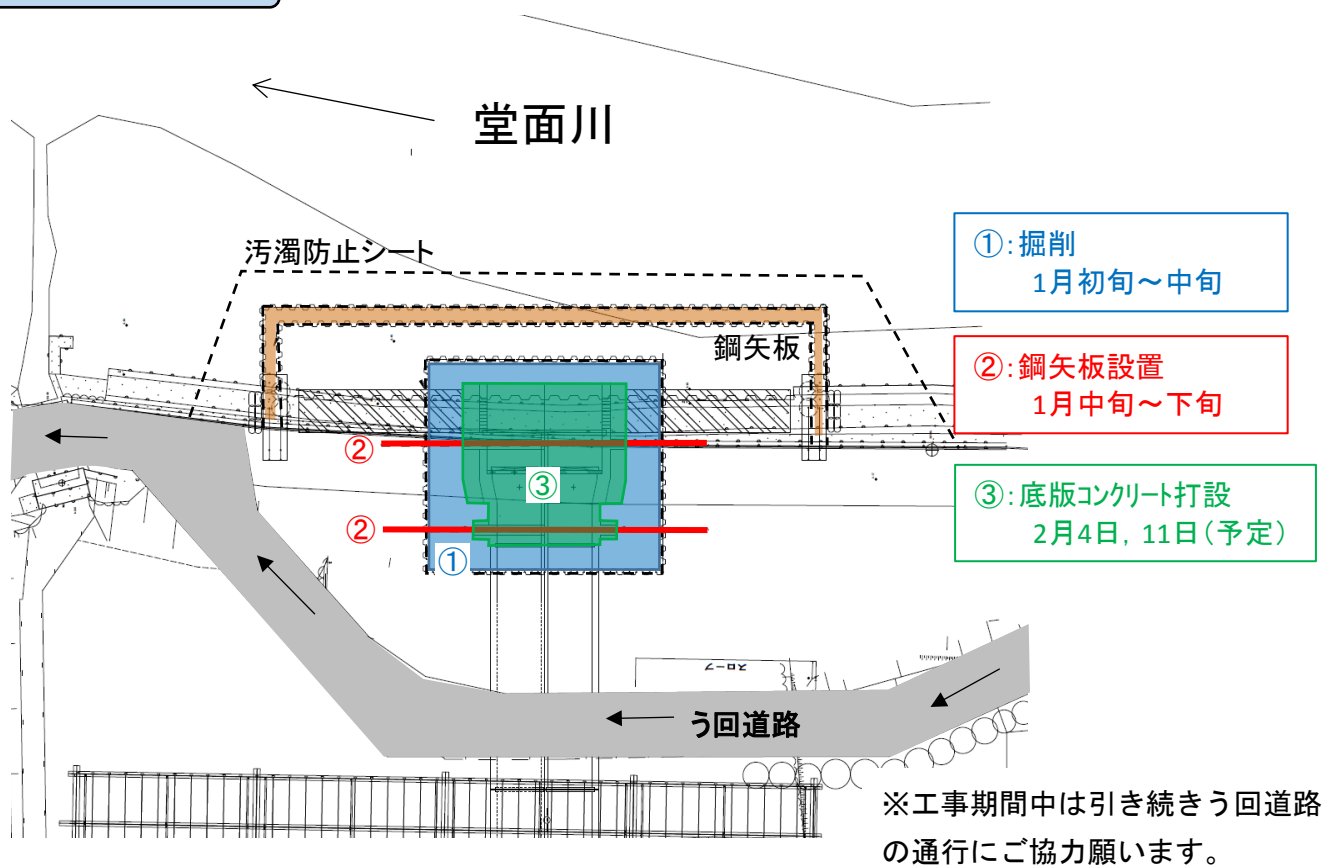 堂面川
汚濁防止シート
鋼矢板
①:掘削
1月初旬～中旬
②:鋼矢板設置
1月中旬～下旬
③:底版コンクリート打設
2月4日，11日(予定)
②
③
②
①
スロープ
う回道路
※工事期間中は引き続きう回道路
の通行にご協力願います。